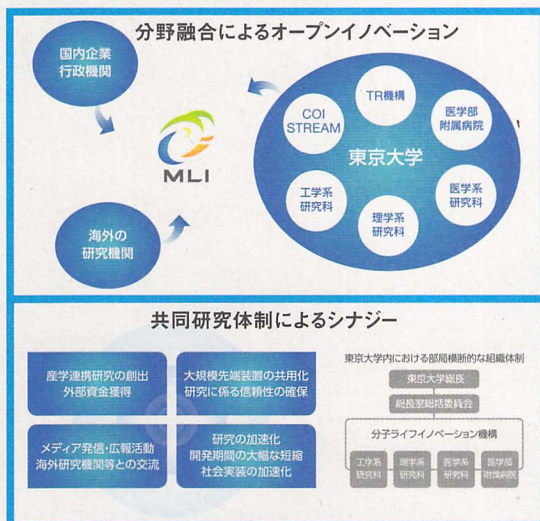 分野融合によるオープンイノベーション
国内企業
行政機関
MLI
海外の
研究機関
COI
STREAM
TR機構
医学部
附属病院
東京大学
工学系
研究科
理学系
研究科
医学系
研究科
共同研究体制によるシナジー
産学連携研究の創出
外部資金獲得
大規模先端装置の共用化
研究に係る信頼性の確保
メディア発信・広報活動
海外研究機関等との交流
研究の加速化
開発期間の大幅な短縮
社会実装の加速化
東京大学内における部局横断的な組織体制
東京大学総長
総長室総括委員会
分子ライフイノベーション機構
工学系
研究科
理学系
研究科
医学系
研究科
医学部
附属病院